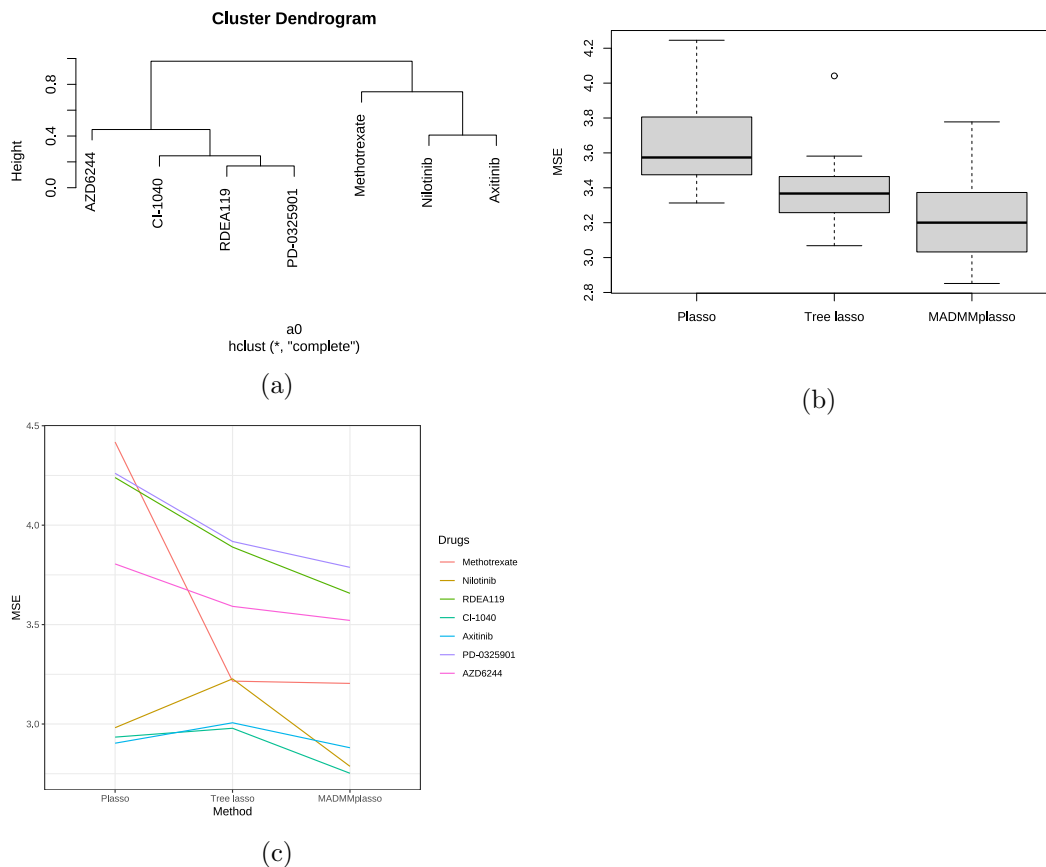 Cluster Dendrogram
Height
0.0
0.4
0.8
AZD6244
CI-1040
RDEA119
PD-0325901
Methotrexate
Nilotinib
Axitinib
a0
hclust (*, "complete")
(a)
MSE
4.2
4.0
3.8
3.6
3.4
3.2
3.0
2.8
Plasso
Tree lasso
MADMMplasso
(b)
MSE
4.5
4.0
3.5
3.0
Plasso
Tree lasso
MADMMplasso
Method
Drugs
Methotrexate
Nilotinib
RDEA119
CI-1040
Axitinib
PD-0325901
AZD6244
(c)